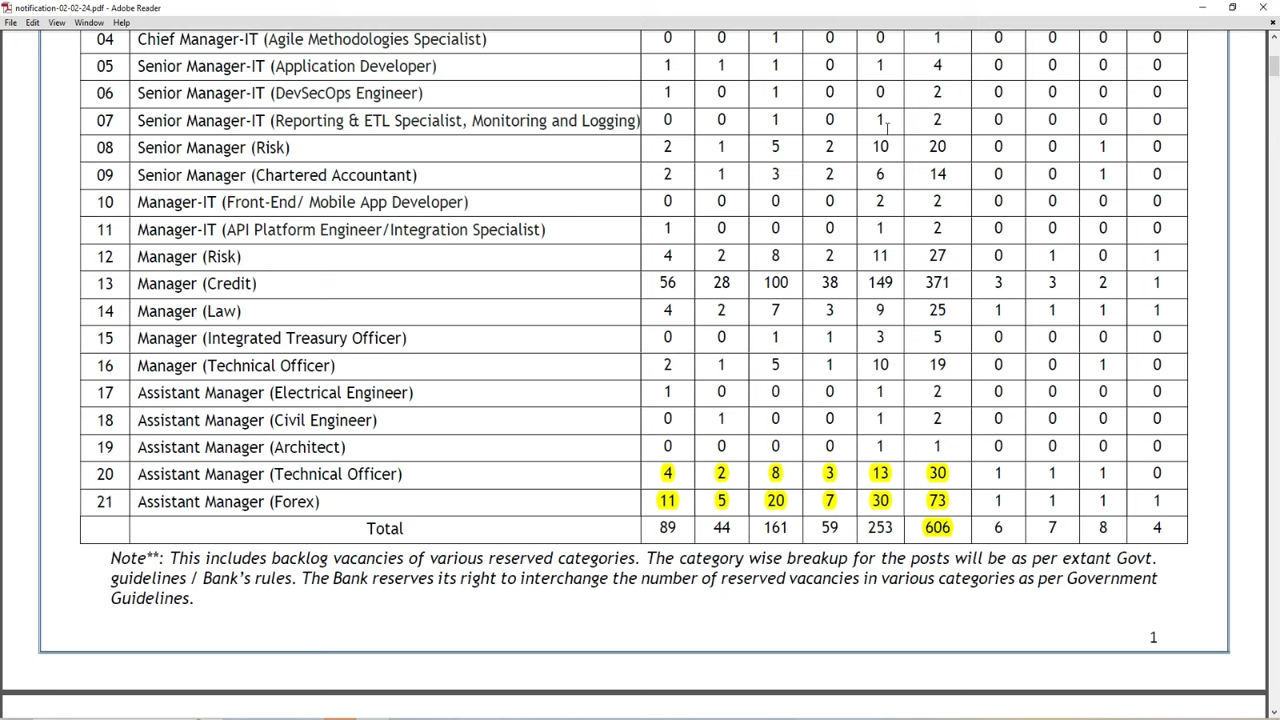 notification-02-02-24.pdf - Adobe Reader
File Edit View Window Help
04 Chief Manager-IT (Agile Methodologies Specialist) 0 0 1 0 0 1 0 0 0 0
05 Senior Manager-IT (Application Developer) 1 1 1 0 1 4 0 0 0 0
06 Senior Manager-IT (DevSecOps Engineer) 1 0 1 0 0 2 0 0 0 0
07 Senior Manager-IT (Reporting & ETL Specialist, Monitoring and Logging) 0 0 1 0 1 2 0 0 0 0
08 Senior Manager (Risk) 2 1 5 2 10 20 0 0 1 0
09 Senior Manager (Chartered Accountant) 2 1 3 2 6 14 0 0 1 0
10 Manager-IT (Front-End/ Mobile App Developer) 0 0 0 0 2 2 0 0 0 0
11 Manager-IT (API Platform Engineer/Integration Specialist) 1 0 0 0 1 2 0 0 0 0
12 Manager (Risk) 4 2 8 2 11 27 0 1 0 1
13 Manager (Credit) 56 28 100 38 149 371 3 3 2 1
14 Manager (Law) 4 2 7 3 9 25 1 1 1 1
15 Manager (Integrated Treasury Officer) 0 0 1 1 3 5 0 0 0 0
16 Manager (Technical Officer) 2 1 5 1 10 19 0 0 1 0
17 Assistant Manager (Electrical Engineer) 1 0 0 0 1 2 0 0 0 0
18 Assistant Manager (Civil Engineer) 0 1 0 0 1 2 0 0 0 0
19 Assistant Manager (Architect) 0 0 0 0 1 1 0 0 0 0
20 Assistant Manager (Technical Officer) 4 2 8 3 13 30 1 1 1 0
21 Assistant Manager (Forex) 11 5 20 7 30 73 1 1 1 1
Total 89 44 161 59 253 606 6 7 8 4
Note**: This includes backlog vacancies of various reserved categories. The category wise breakup for the posts will be as per extant Govt.
guidelines / Bank's rules. The Bank reserves its right to interchange the number of reserved vacancies in various categories as per Government
Guidelines.
1